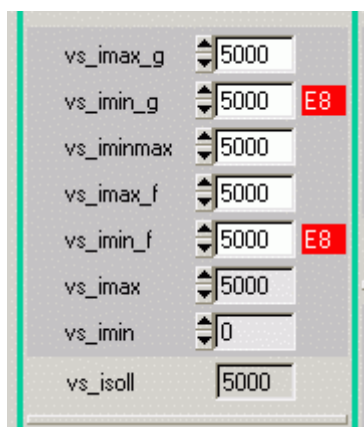 vs_imax_g 5000
vs_imin_g 5000 E8
vs_iminmax 5000
vs_imax_f 5000
vs_imin_f 5000 E8
vs_imax 5000
vs_imin 0
vs_isoll 5000